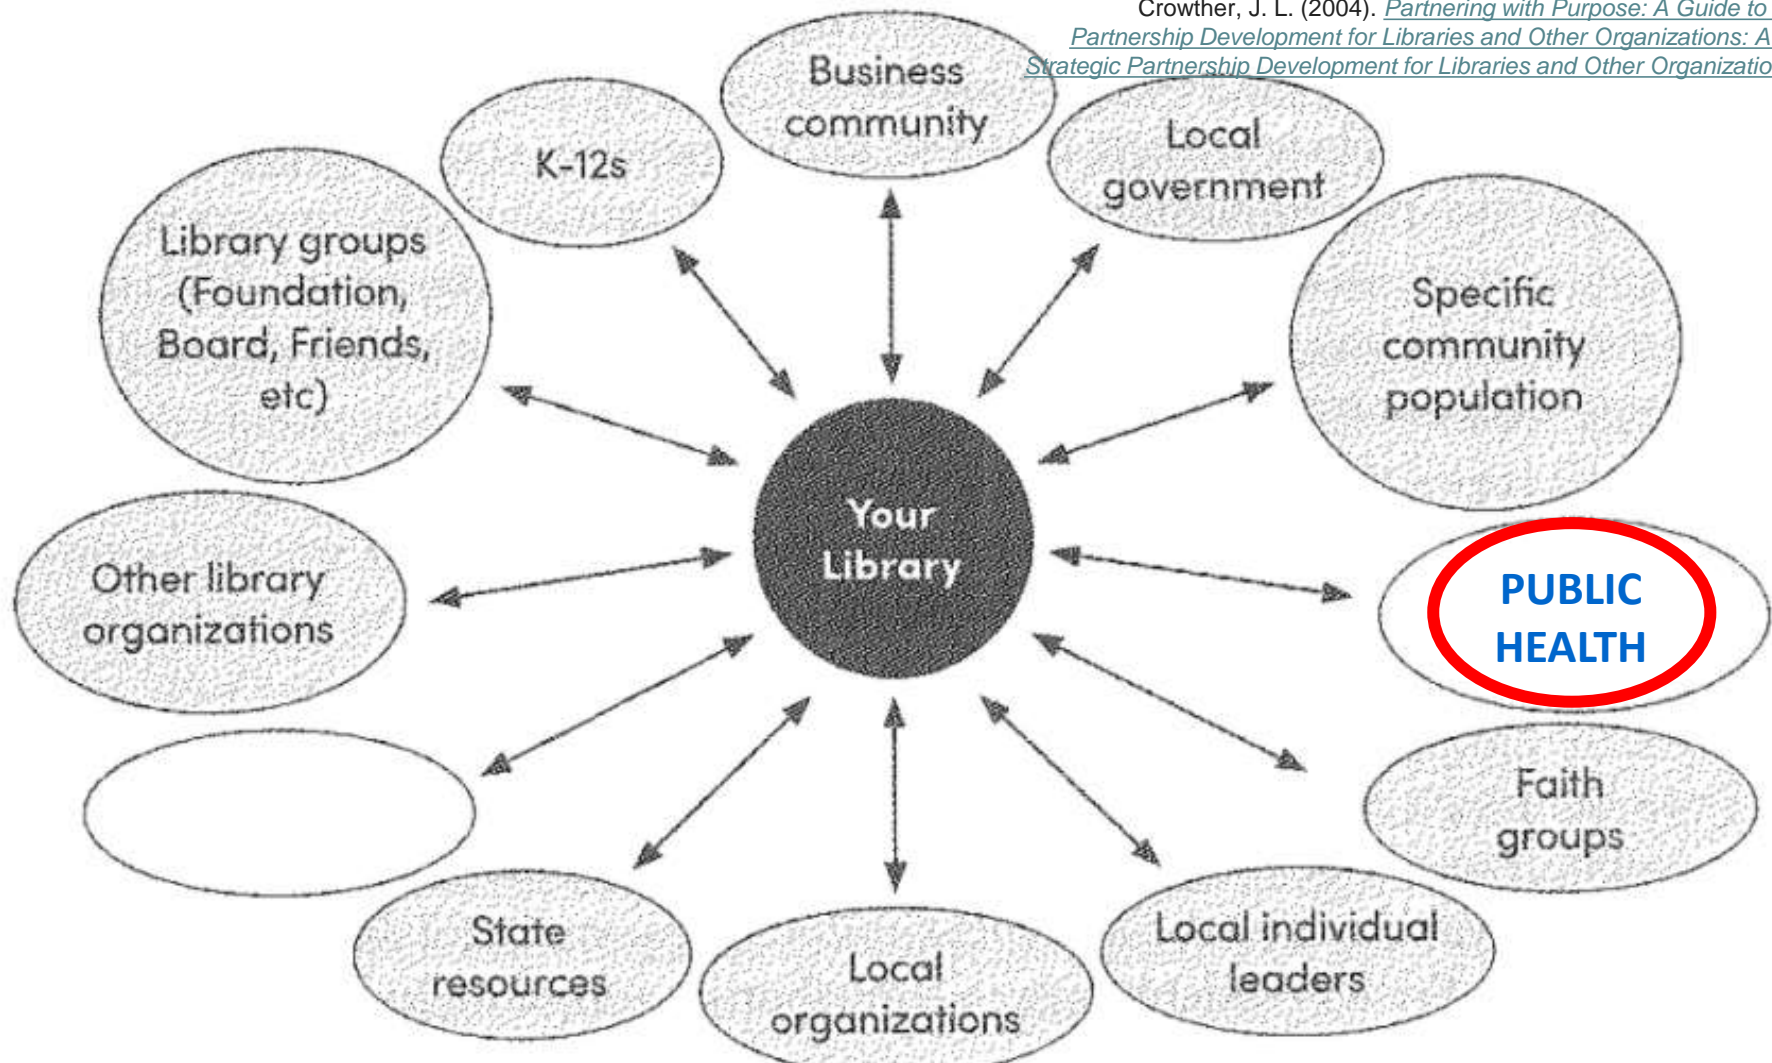 Crowther, J. L. (2004). Partnering with Purpose: A Guide to
Partnership Development for Libraries and Other Organizations: A
Strategic Partnership Development for Libraries and Other Organizatio
Business
community
K-12s
Local
government
Library groups
(Foundation,
Board, Friends,
etc)
Specific
community
population
Your
Library
Other library
organizations
PUBLIC
HEALTH
Faith
groups
State
resources
Local
organizations
Local individual
leaders